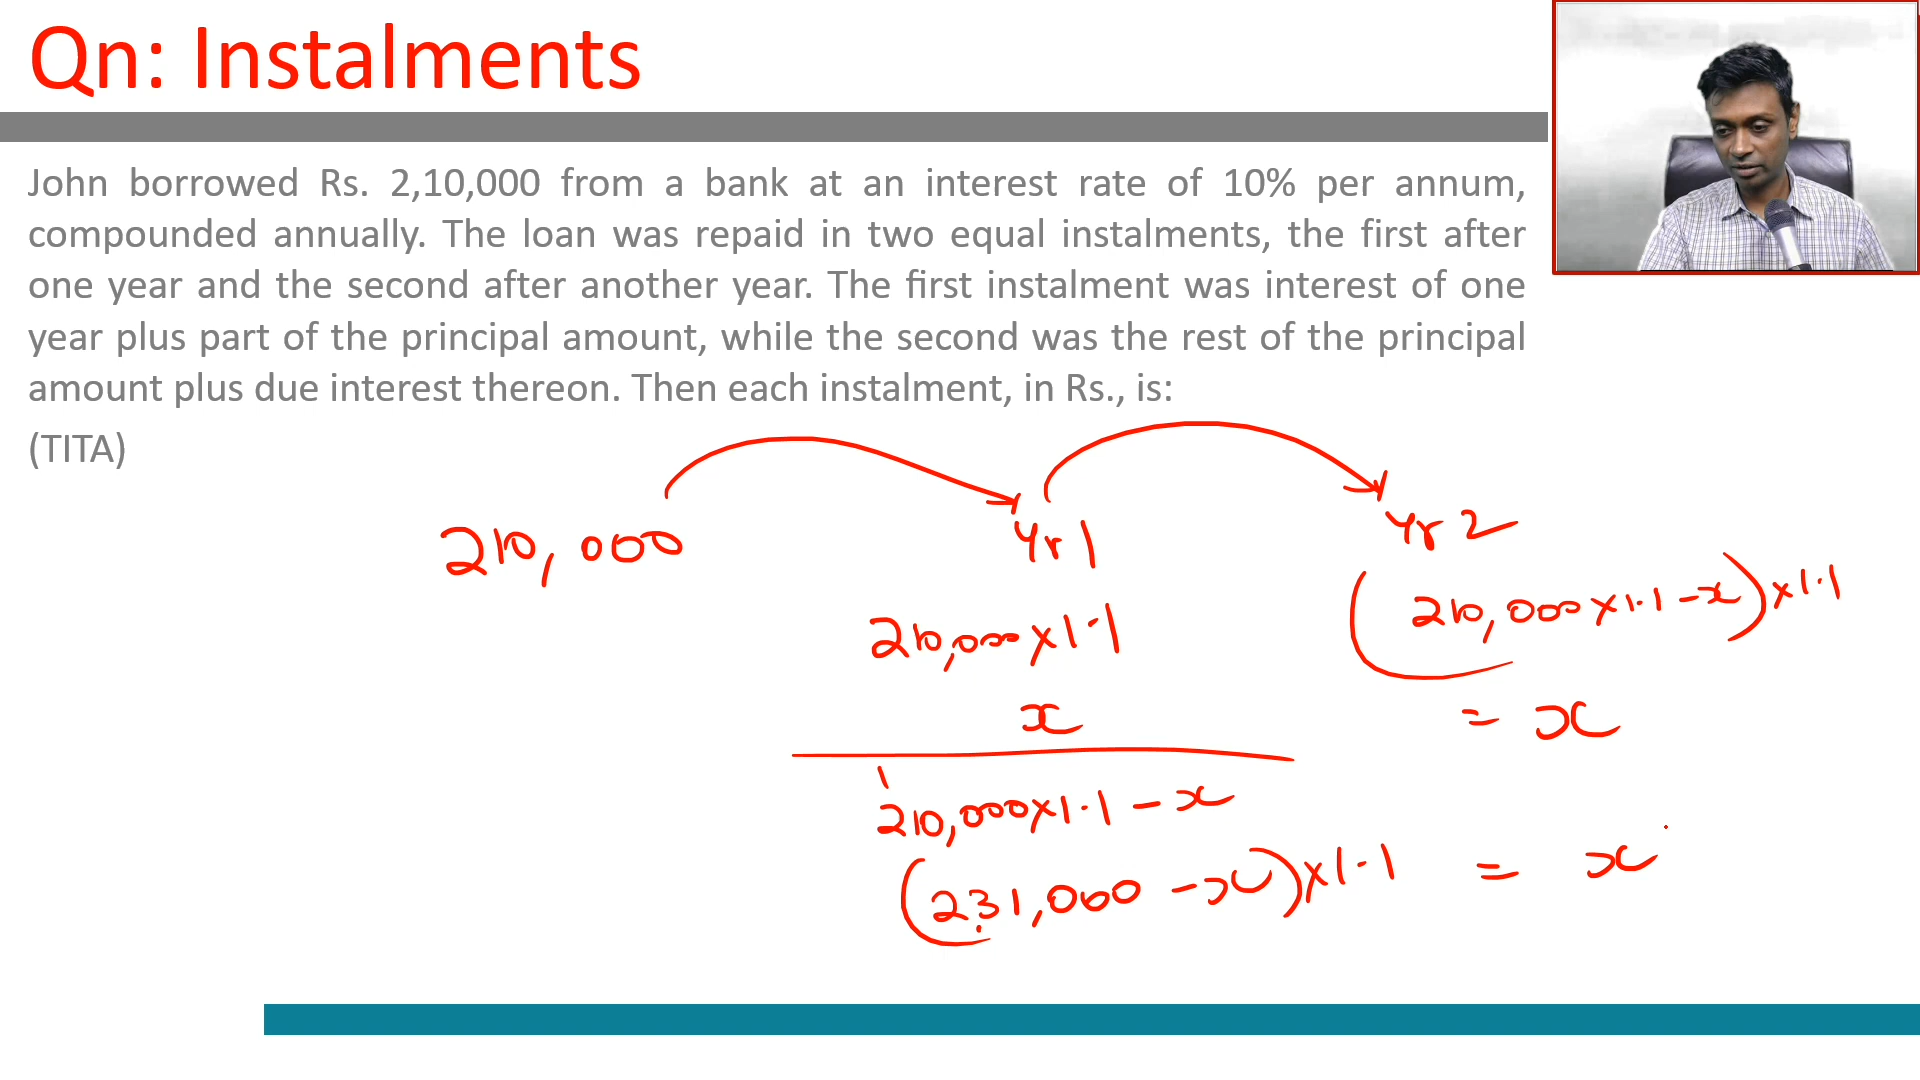 Qn: Instalments
John borrowed Rs. 2,10,000 from a bank at an interest rate of 10% per annum,
compounded annually. The loan was repaid in two equal instalments, the first after
one year and the second after another year. The first instalment was interest of one
year plus part of the principal amount, while the second was the rest of the principal
amount plus due interest thereon. Then each instalment, in Rs., is:
(TITA)
210,000
Yr 1
Yr 2
210,000×1.1
(210,000×1.1-x)×1.1
x
= x
210,000×1.1 - x
(231,000 - x)×1.1 = x